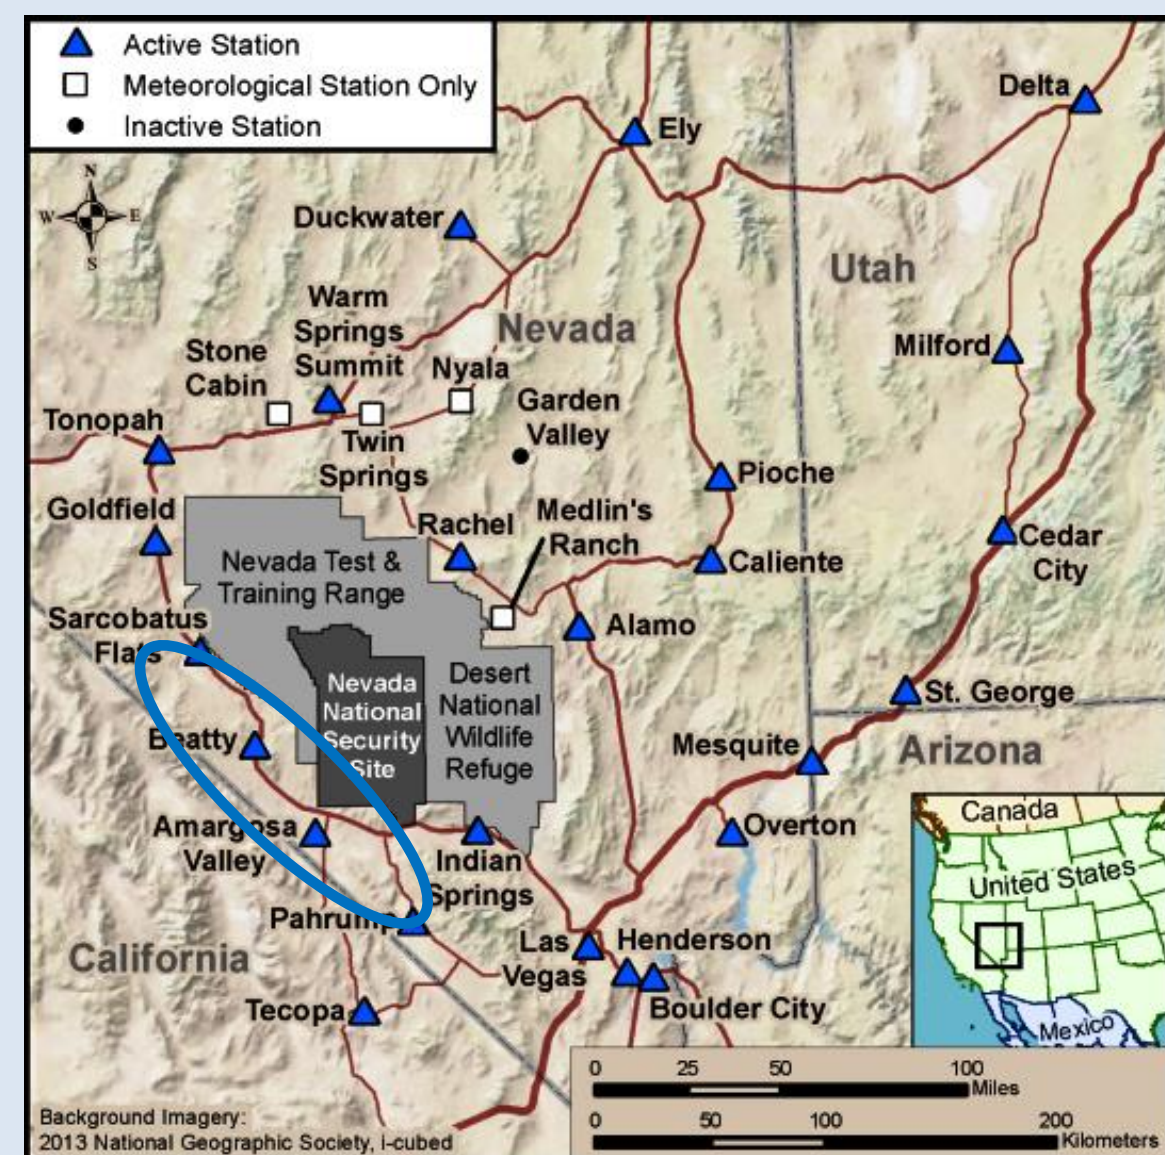 Active Station
Meteorological Station Only
Inactive Station
N
W
E
S
Delta
Ely
Duckwater
Utah
Warm
Springs
Summit
Nevada
Stone
Cabin
Nyala
Milford
Garden
Valley
Tonopah
Twin
Springs
Pioche
Goldfield
Rachel
Medlin's
Ranch
Cedar
City
Nevada Test &
Training Range
Caliente
Sarcobatus
Flats
Alamo
Nevada
National
Security
Site
Desert
National
Wildlife
Refuge
St. George
Beatty
Mesquite
Arizona
Amargosa
Valley
Indian
Springs
Overton
Canada
United States
Mexico
Pahrump
California
Las
Vegas
Henderson
Boulder City
Tecopa
0 25 50 100
Miles
0 50 100 200
Kilometers
Background Imagery:
2013 National Geographic Society, i-cubed